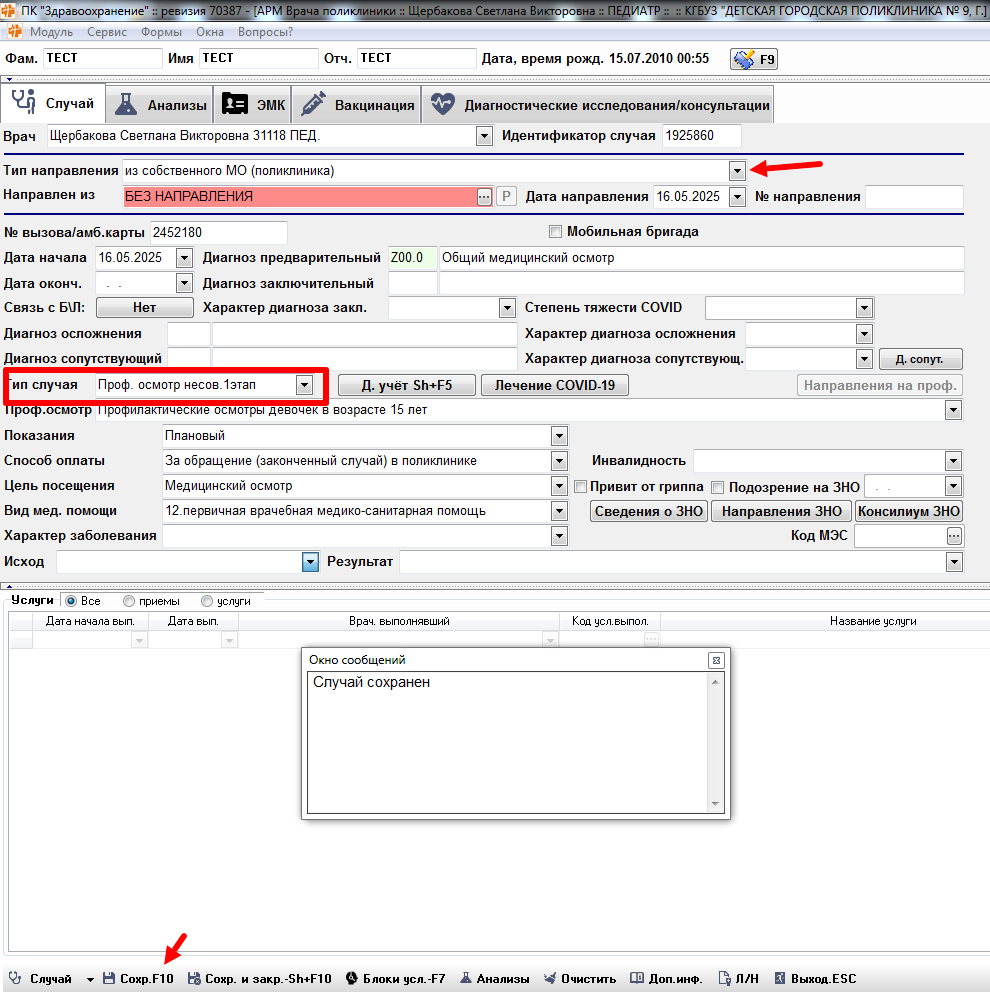 ПК "Здравоохранение" :: ревизия 70387 - [АРМ Врача поликлиники :: Щербакова Светлана Викторовна :: ПЕДИАТР :: :: КГБУЗ "ДЕТСКАЯ ГОРОДСКАЯ ПОЛИКЛИНИКА № 9, Г.]
Модуль Сервис Формы Окна Вопросы?
Фам. ТЕСТ Имя ТЕСТ Отч. ТЕСТ Дата, время рожд. 15.07.2010 00:55 F9
Случай Анализы ЭМК Вакцинация Диагностические исследования/консультации
Врач Щербакова Светлана Викторовна 31118 ПЕД. Идентификатор случая 1925860
Тип направления из собственного МО (поликлиника)
Направлен из БЕЗ НАПРАВЛЕНИЯ ... Р Дата направления 16.05.2025 № направления
№ вызова/амб.карты 2452180 Мобильная бригада
Дата начала 16.05.2025 Диагноз предварительный Z00.0 Общий медицинский осмотр
Дата оконч. . . Диагноз заключительный
Связь с Б\Л: Нет Характер диагноза закл. Степень тяжести COVID
Диагноз осложнения Характер диагноза осложнения
Диагноз сопутствующий Характер диагноза сопутствующ. Д. сопут.
ип случая Проф. осмотр несов.1этап Д. учёт Sh+F5 Лечение COVID-19 Направления на проф.
Проф.осмотр Профилактические осмотры девочек в возрасте 15 лет
Показания Плановый
Способ оплаты За обращение (законченный случай) в поликлинике Инвалидность
Цель посещения Медицинский осмотр Привит от гриппа Подозрение на ЗНО . .
Вид мед. помощи 12.первичная врачебная медико-санитарная помощь Сведения о ЗНО Направления ЗНО Консилиум ЗНО
Характер заболевания Код МЭС ...
Исход Результат
Услуги Все приемы услуги
Дата начала вып. Дата вып. Врач. выполнявший Код усл.выпол. Название услуги
...
Окно сообщений
Случай сохранен
Случай Сохр.F10 Сохр. и закр.-Sh+F10 Блоки усл.-F7 Анализы Очистить Доп.инф. Л/Н Выход.ESC